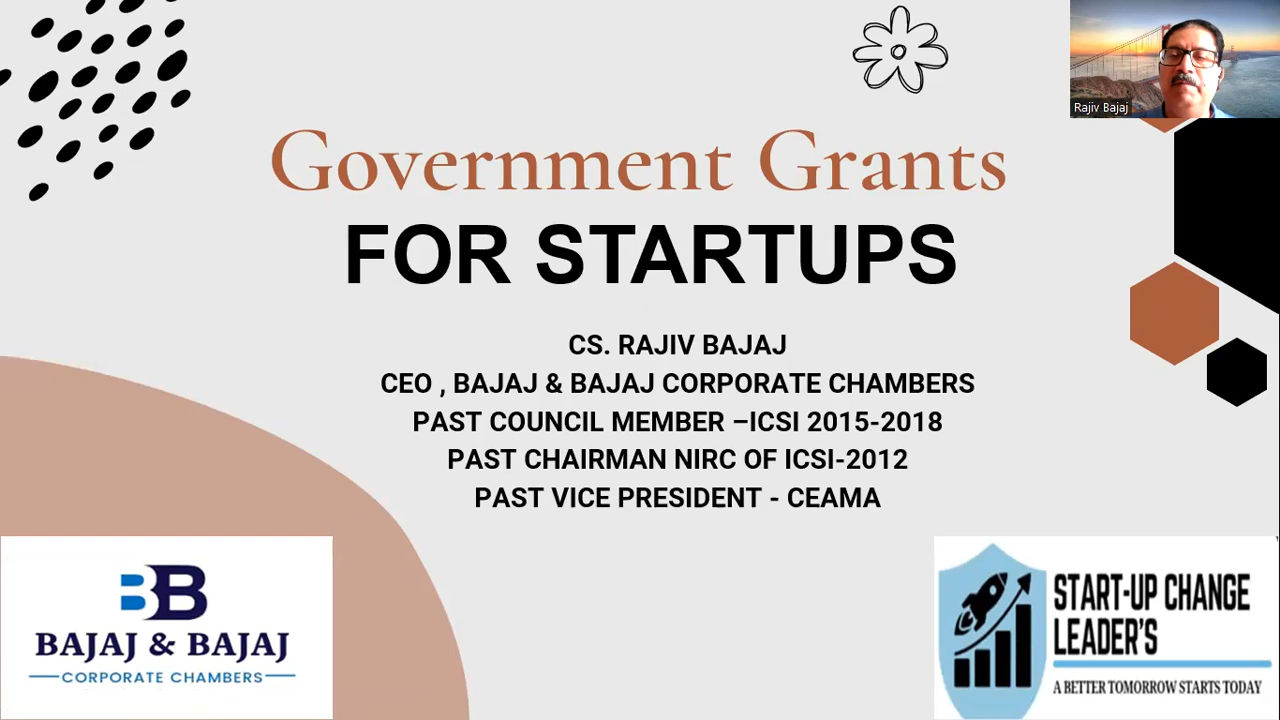 Rajiv Bajaj
Government Grants
FOR STARTUPS
CS. RAJIV BAJAJ
CEO , BAJAJ & BAJAJ CORPORATE CHAMBERS
PAST COUNCIL MEMBER –ICSI 2015-2018
PAST CHAIRMAN NIRC OF ICSI-2012
PAST VICE PRESIDENT - CEAMA
BB
BAJAJ & BAJAJ
CORPORATE CHAMBERS
START-UP CHANGE
LEADER'S
A BETTER TOMORROW STARTS TODAY